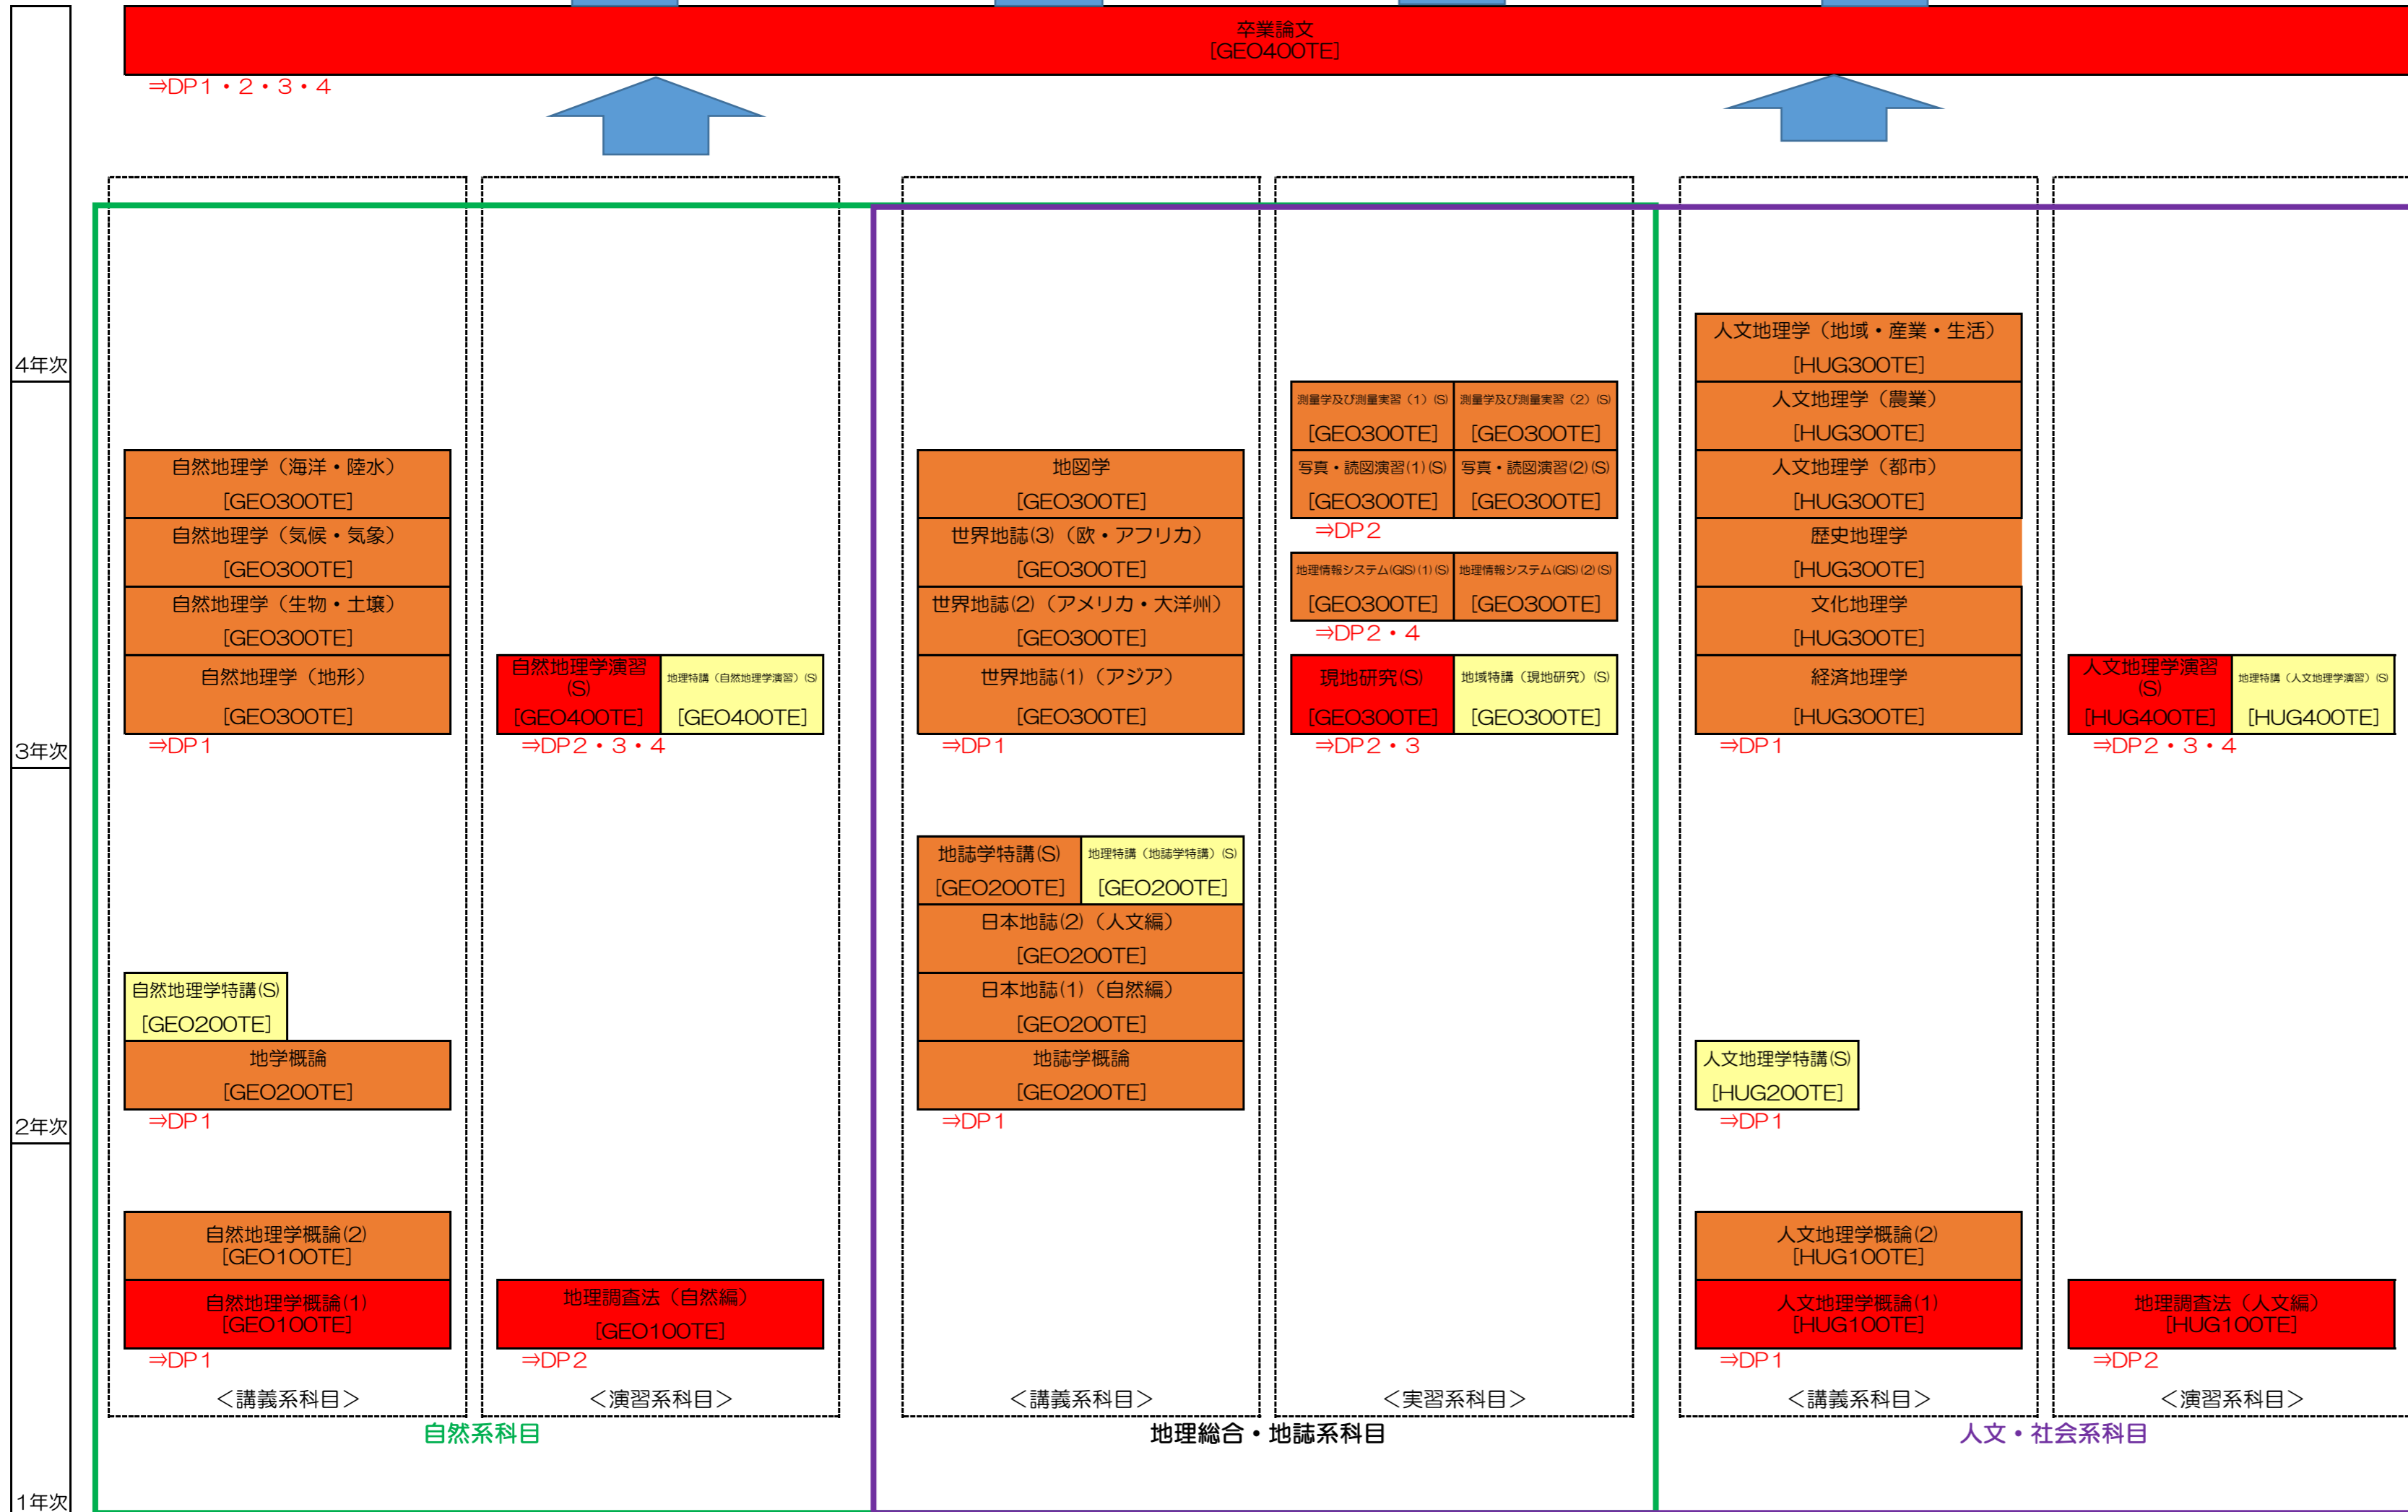 卒業論文
[GEO400TE]
⇒DP1・2・3・4
4年次
人文地理学（地域・産業・生活）
[HUG300TE]
測量学及び測量実習（1）(S)
測量学及び測量実習（2）(S)
人文地理学（農業）
[GEO300TE]
[GEO300TE]
[HUG300TE]
自然地理学（海洋・陸水）
地図学
写真・読図演習(1)(S)
写真・読図演習(2)(S)
人文地理学（都市）
[GEO300TE]
[GEO300TE]
[GEO300TE]
[GEO300TE]
[HUG300TE]
自然地理学（気候・気象）
世界地誌(3)（欧・アフリカ）
⇒DP2
歴史地理学
[GEO300TE]
[GEO300TE]
地理情報システム(GIS)(1)(S)
地理情報システム(GIS)(2)(S)
[HUG300TE]
自然地理学（生物・土壌）
世界地誌(2)（アメリカ・大洋州）
[GEO300TE]
[GEO300TE]
文化地理学
[GEO300TE]
[GEO300TE]
⇒DP2・4
[HUG300TE]
自然地理学（地形）
自然地理学演習
(S)
地理特講（自然地理学演習）(S)
世界地誌(1)（アジア）
現地研究(S)
地域特講（現地研究）(S)
経済地理学
人文地理学演習
(S)
地理特講（人文地理学演習）(S)
[GEO300TE]
[GEO400TE]
[GEO400TE]
[GEO300TE]
[GEO300TE]
[GEO300TE]
[HUG300TE]
[HUG400TE]
[HUG400TE]
3年次
⇒DP1
⇒DP2・3・4
⇒DP1
⇒DP2・3
⇒DP1
⇒DP2・3・4
地誌学特講(S)
地理特講（地誌学特講）(S)
[GEO200TE]
[GEO200TE]
日本地誌(2)（人文編）
[GEO200TE]
自然地理学特講(S)
日本地誌(1)（自然編）
[GEO200TE]
[GEO200TE]
地学概論
地誌学概論
人文地理学特講(S)
[GEO200TE]
[GEO200TE]
[HUG200TE]
2年次
⇒DP1
⇒DP1
⇒DP1
自然地理学概論(2)
[GEO100TE]
人文地理学概論(2)
[HUG100TE]
自然地理学概論(1)
[GEO100TE]
地理調査法（自然編）
[GEO100TE]
人文地理学概論(1)
[HUG100TE]
地理調査法（人文編）
[HUG100TE]
⇒DP1
⇒DP2
⇒DP1
⇒DP2
＜講義系科目＞
＜演習系科目＞
＜講義系科目＞
＜実習系科目＞
＜講義系科目＞
＜演習系科目＞
自然系科目
地理総合・地誌系科目
人文・社会系科目
1年次